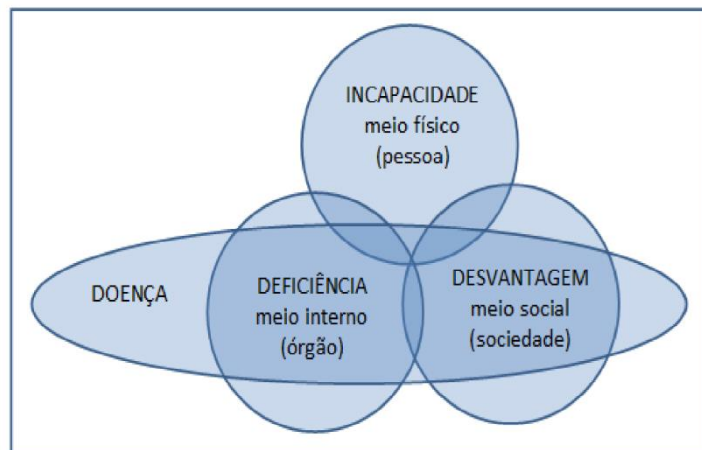 INCAPACIDADE
meio físico
(pessoa)
DOENÇA
DEFICIÊNCIA
meio interno
(órgão)
DESVANTAGEM
meio social
(sociedade)